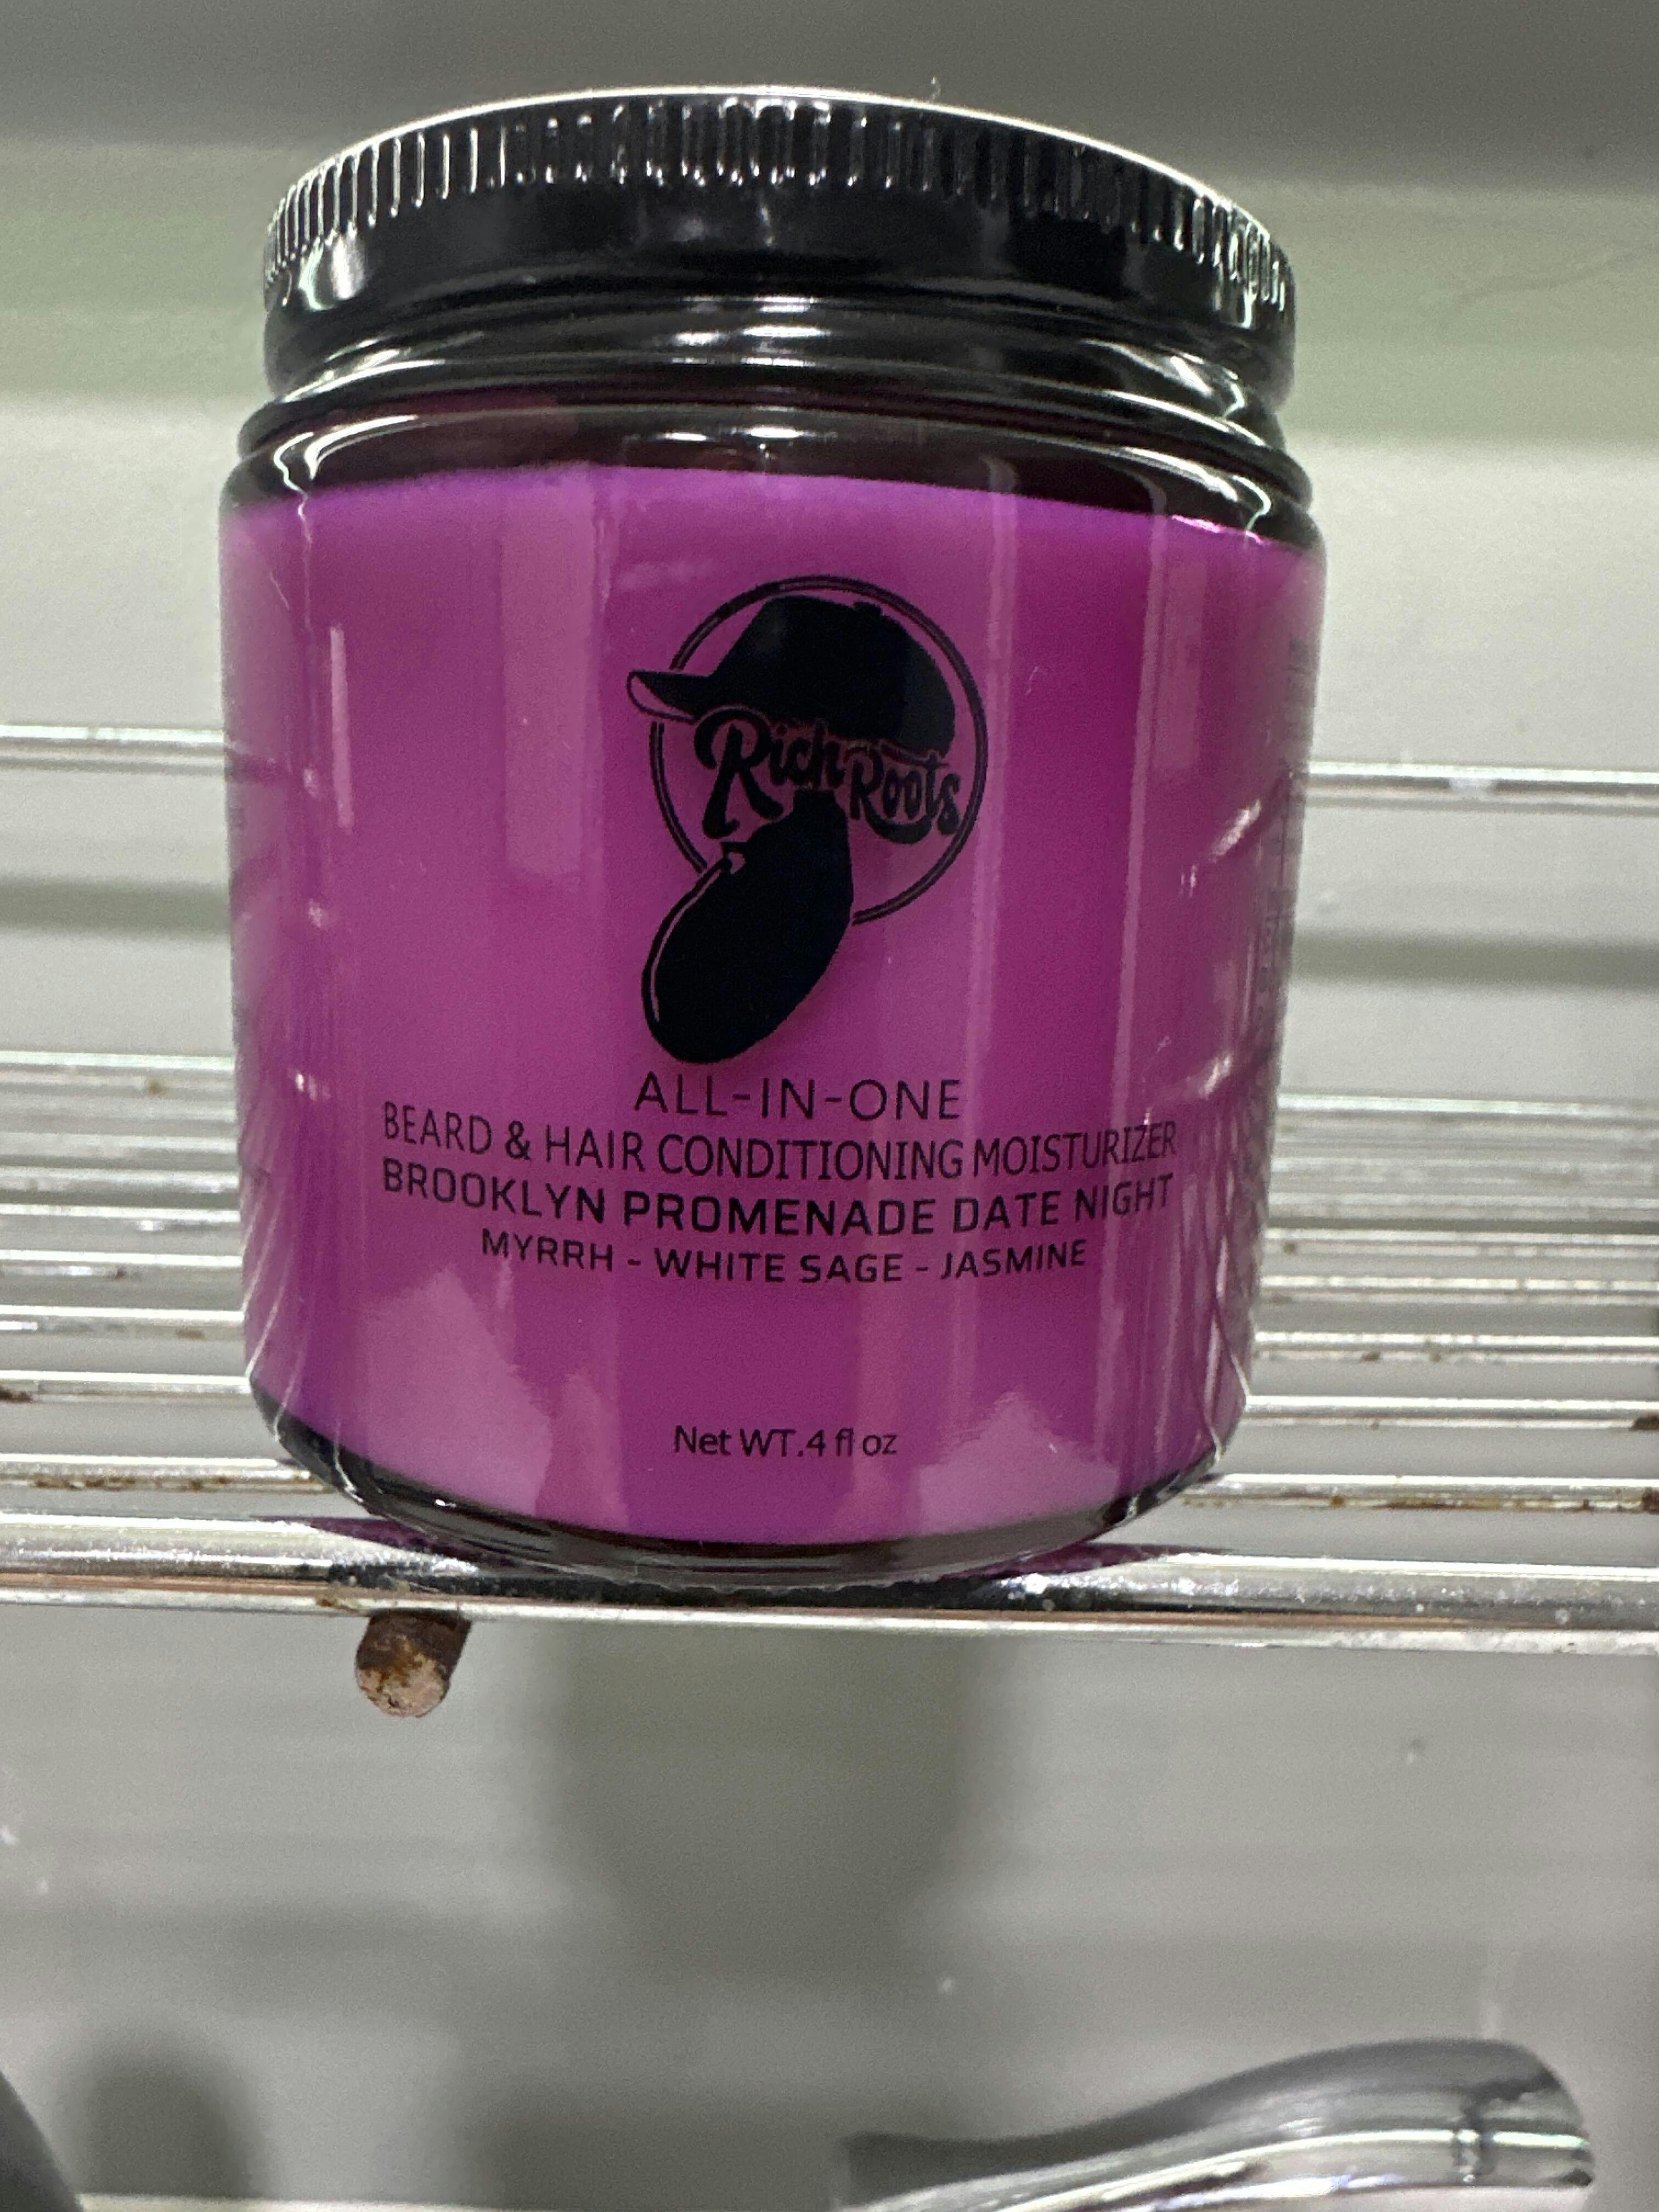 Rich Roots
ALL-IN-ONE
BEARD & HAIR CONDITIONING MOISTURIZER
BROOKLYN PROMENADE DATE NIGHT
MYRRH - WHITE SAGE - JASMINE
Net WT.4 fl oz